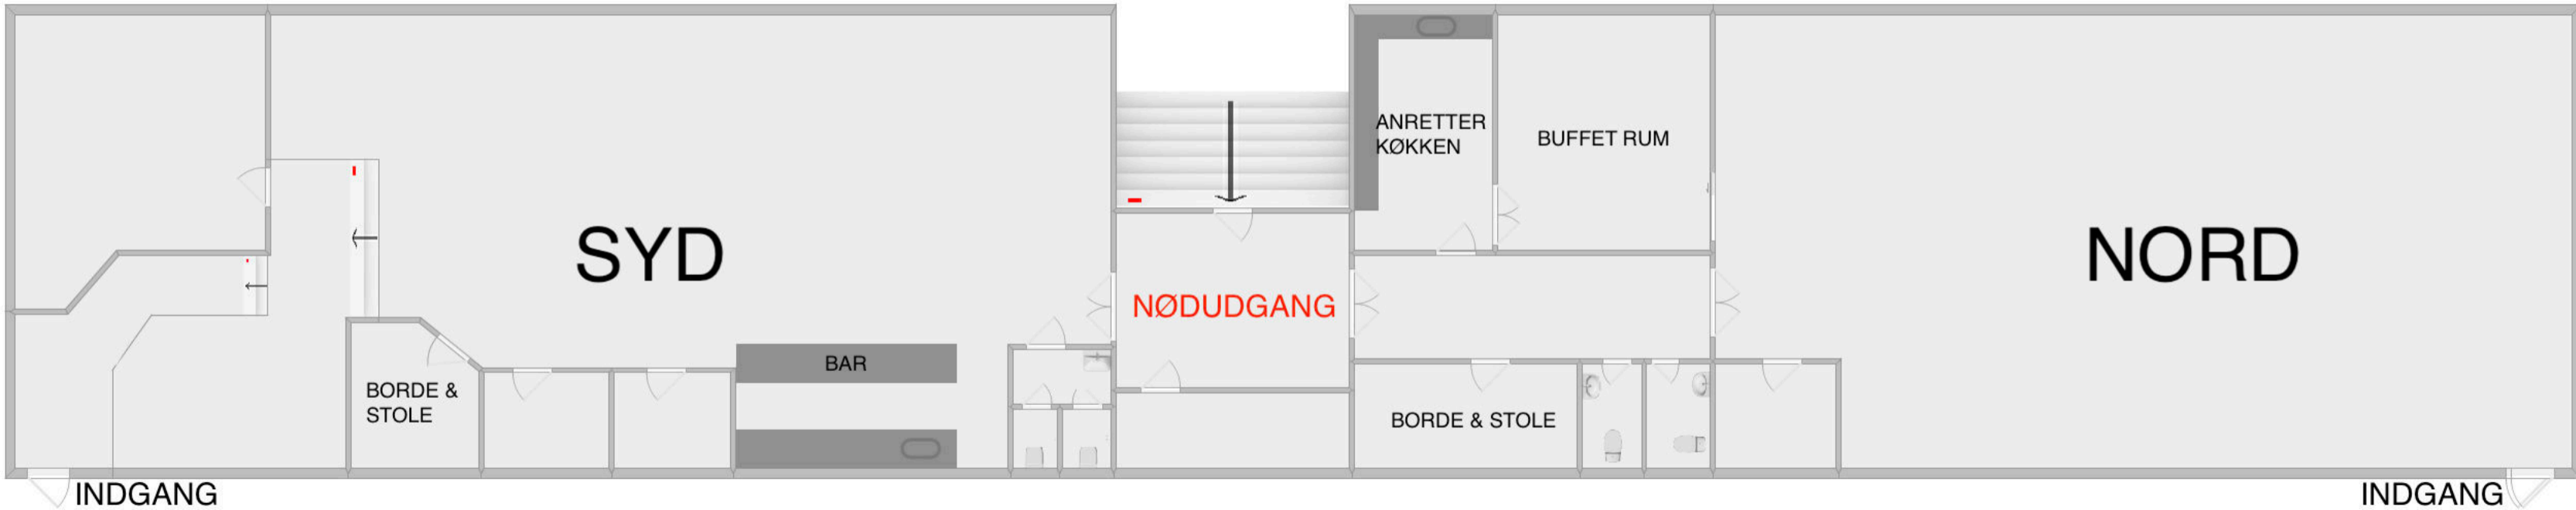 ANRETTER
KØKKEN
BUFFET RUM
SYD
NORD
NØDUDGANG
BAR
BORDE &
STOLE
BORDE & STOLE
INDGANG
INDGANG